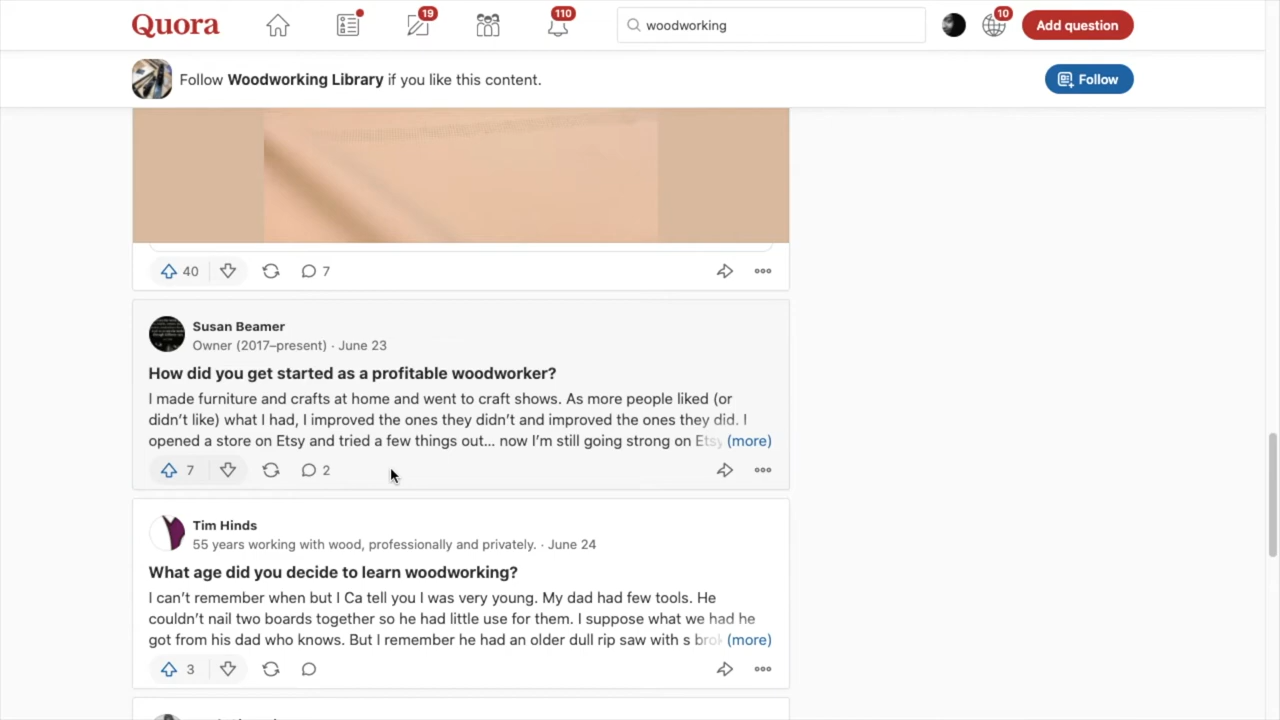 Quora
19
110
woodworking
10
Add question
Follow Woodworking Library if you like this content.
Follow
40
7
Susan Beamer
Owner (2017–present) · June 23
How did you get started as a profitable woodworker?
I made furniture and crafts at home and went to craft shows. As more people liked (or
didn't like) what I had, I improved the ones they didn't and improved the ones they did. I
opened a store on Etsy and tried a few things out... now I'm still going strong on Etsy (more)
7
2
Tim Hinds
55 years working with wood, professionally and privately. · June 24
What age did you decide to learn woodworking?
I can't remember when but I Ca tell you I was very young. My dad had few tools. He
couldn't nail two boards together so he had little use for them. I suppose what we had he
got from his dad who knows. But I remember he had an older dull rip saw with s (more)
3